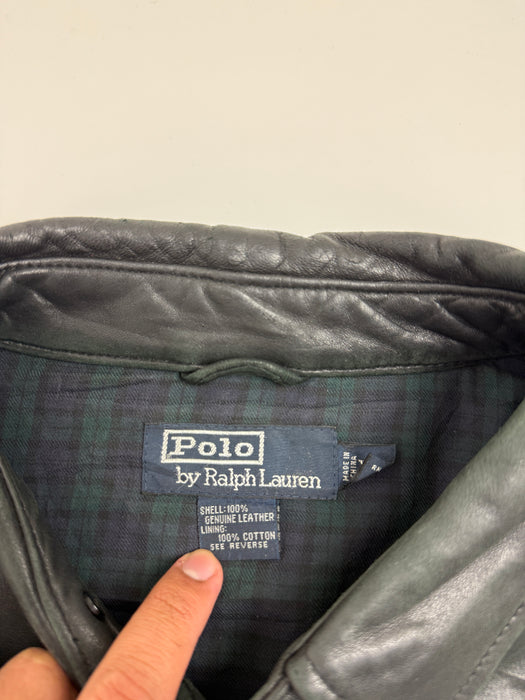 Polo
by Ralph Lauren
MADE IN
CHINA
SHELL:100%
GENUINE LEATHER
LINING:
100% COTTON
SEE REVERSE